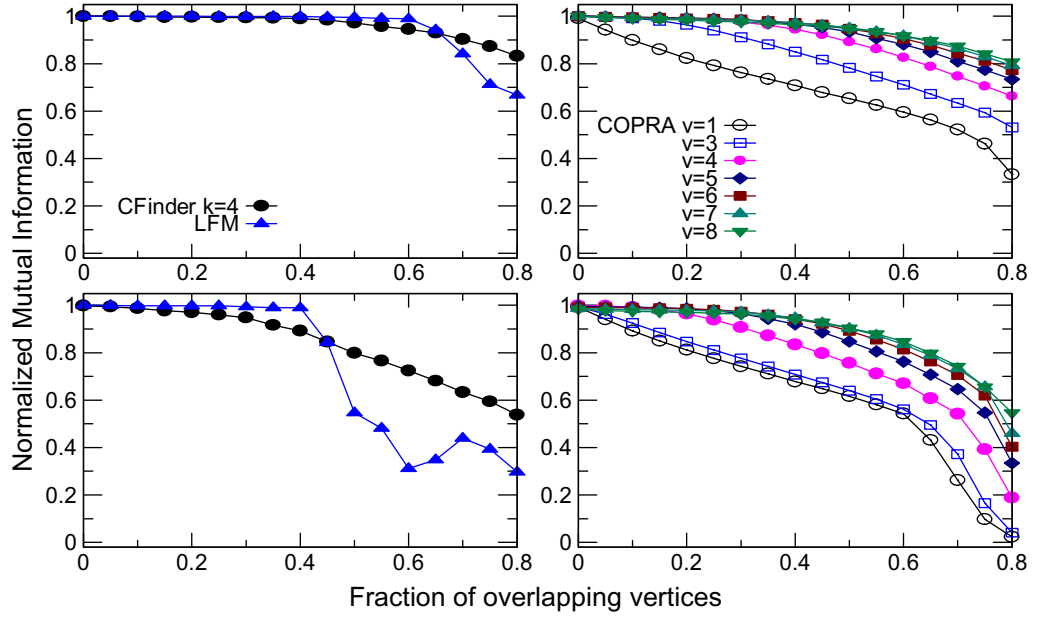 Normalized Mutual Information
1
0.8
0.6
0.4
0.2
0
CFinder k=4
LFM
0 0.2 0.4 0.6 0.8
1
0.8
0.6
0.4
0.2
0
COPRA v=1
v=3
v=4
v=5
v=6
v=7
v=8
0 0.2 0.4 0.6 0.8
1
0.8
0.6
0.4
0.2
0
0 0.2 0.4 0.6 0.8
1
0.8
0.6
0.4
0.2
0
0 0.2 0.4 0.6 0.8
Fraction of overlapping vertices